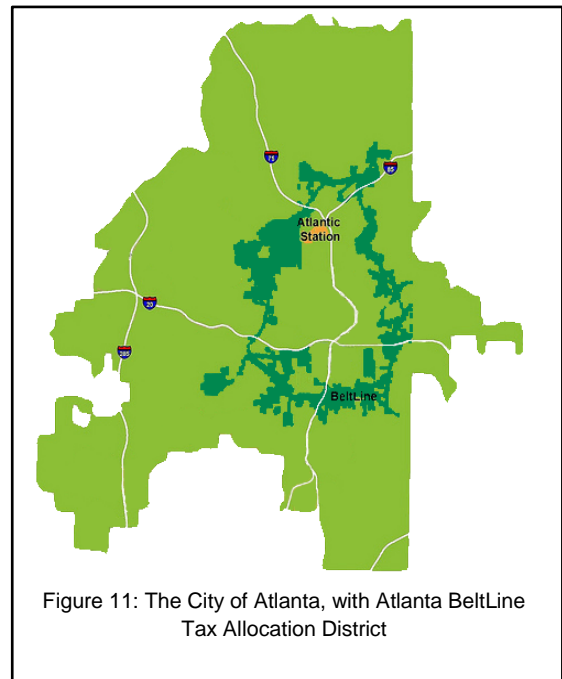 75
85
Atlantic
Station
20
285
BeltLine
Figure 11: The City of Atlanta, with Atlanta BeltLine
Tax Allocation District